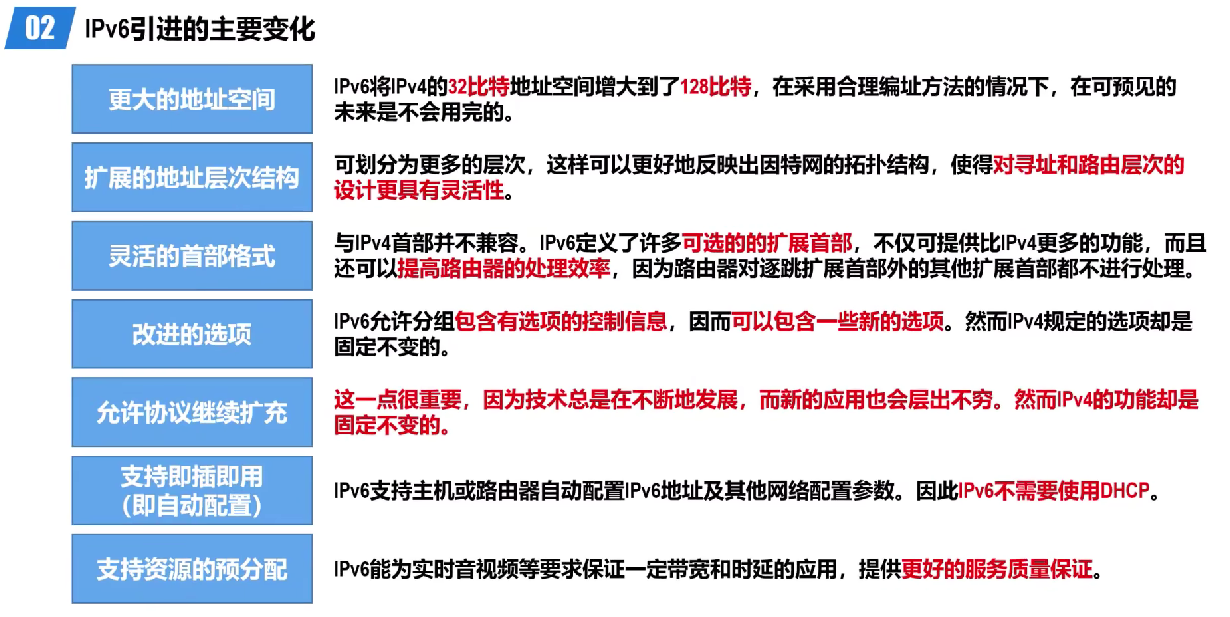 02 IPv6引进的主要变化
更大的地址空间
IPv6将IPv4的32比特地址空间增大到了128比特，在采用合理编址方法的情况下，在可预见的
未来是不会用完的。
扩展的地址层次结构
可划分为更多的层次，这样可以更好地反映出因特网的拓扑结构，使得对寻址和路由层次的
设计更具有灵活性。
灵活的首部格式
与IPv4首部并不兼容。IPv6定义了许多可选的的扩展首部，不仅可提供比IPv4更多的功能，而且
还可以提高路由器的处理效率，因为路由器对逐跳扩展首部外的其他扩展首部都不进行处理。
改进的选项
IPv6允许分组包含有选项的控制信息，因而可以包含一些新的选项。然而IPv4规定的选项却是
固定不变的。
允许协议继续扩充
这一点很重要，因为技术总是在不断地发展，而新的应用也会层出不穷。然而IPv4的功能却是
固定不变的。
支持即插即用
（即自动配置）
IPv6支持主机或路由器自动配置IPv6地址及其他网络配置参数。因此IPv6不需要使用DHCP。
支持资源的预分配
IPv6能为实时音视频等要求保证一定带宽和时延的应用，提供更好的服务质量保证。